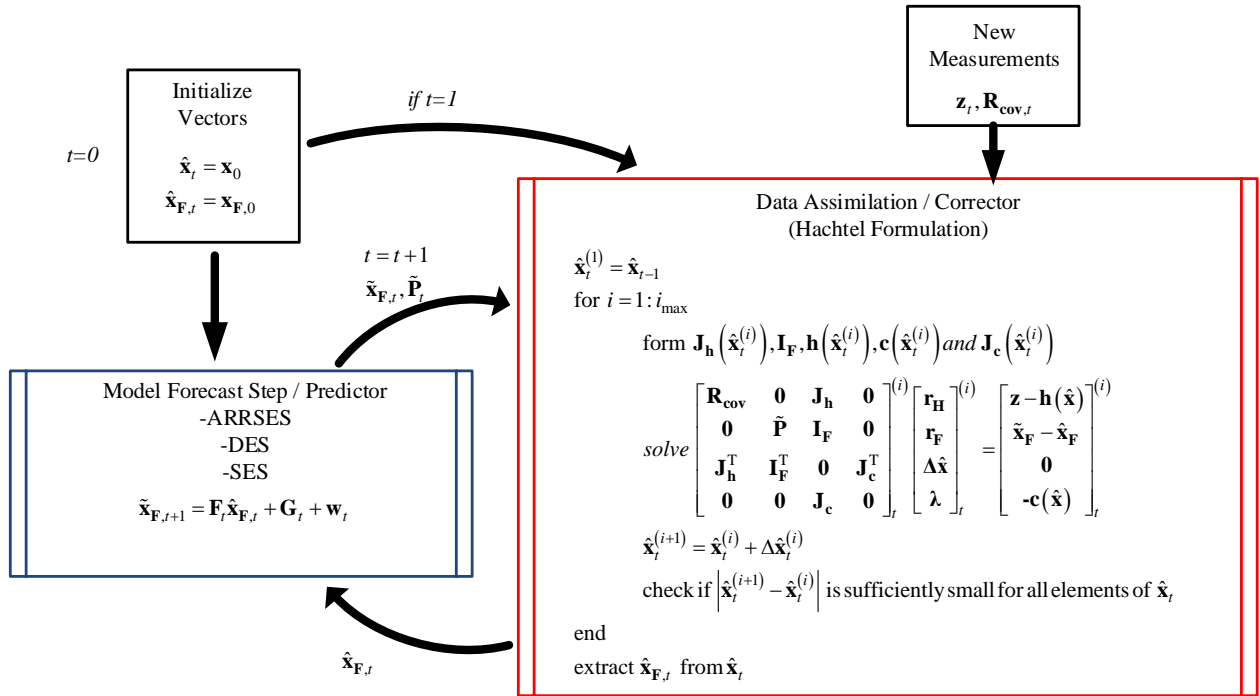 New
Measurements
𝐳ₜ, 𝐑_𝐜𝐨𝐯,ₜ
Initialize
Vectors
x̂_t = x_0
x̂_F,t = x_F,0
t=0
if t=1
t = t+1
x̃_F,t, P̃_t
Model Forecast Step / Predictor
-ARRSES
-DES
-SES
x̃_F,t+1 = F_t x̂_F,t + G_t + w_t
x̂_F,t
Data Assimilation / Corrector
(Hachtel Formulation)
x̂_t^(1) = x̂_t−1
for i = 1: i_max
form J_h(x̂_t^(i)), I_F, h(x̂_t^(i)), c(x̂_t^(i)) and J_c(x̂_t^(i))
solve [R_cov 0 J_h 0; 0 P̃ I_F 0; J_h^T I_F^T 0 J_c^T; 0 0 J_c 0]_t^(i) [r_H; r_F; Δx̂; λ]_t^(i) = [z − h(x̂); x̃_F − x̂_F; 0; -c(x̂)]_t^(i)
x̂_t^(i+1) = x̂_t^(i) + Δx̂_t^(i)
check if |x̂_t^(i+1) − x̂_t^(i)| is sufficiently small for all elements of x̂_t
end
extract x̂_F,t from x̂_t